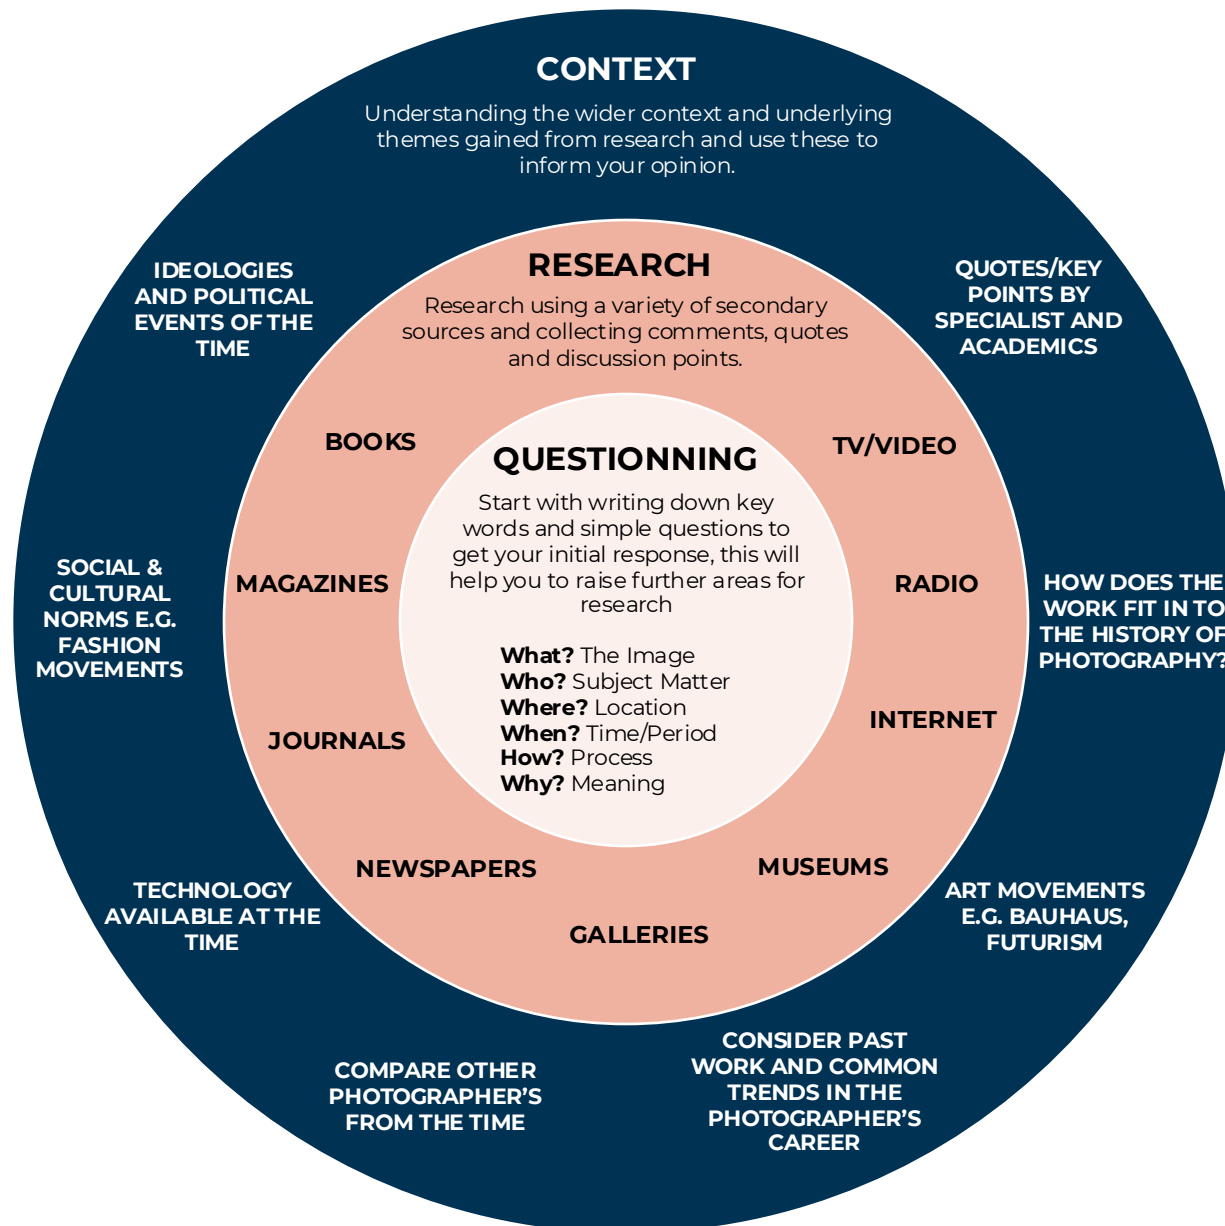 CONTEXT
Understanding the wider context and underlying
themes gained from research and use these to
inform your opinion.
IDEOLOGIES
AND POLITICAL
EVENTS OF THE
TIME
QUOTES/KEY
POINTS BY
SPECIALIST AND
ACADEMICS
RESEARCH
Research using a variety of secondary
sources and collecting comments, quotes
and discussion points.
BOOKS
TV/VIDEO
QUESTIONNING
Start with writing down key
words and simple questions to
get your initial response, this will
help you to raise further areas for
research
What? The Image
Who? Subject Matter
Where? Location
When? Time/Period
How? Process
Why? Meaning
SOCIAL &
CULTURAL
NORMS E.G.
FASHION
MOVEMENTS
MAGAZINES
RADIO
HOW DOES THE
WORK FIT IN TO
THE HISTORY OF
PHOTOGRAPHY?
JOURNALS
INTERNET
NEWSPAPERS
MUSEUMS
GALLERIES
TECHNOLOGY
AVAILABLE AT THE
TIME
ART MOVEMENTS
E.G. BAUHAUS,
FUTURISM
COMPARE OTHER
PHOTOGRAPHER’S
FROM THE TIME
CONSIDER PAST
WORK AND COMMON
TRENDS IN THE
PHOTOGRAPHER’S
CAREER